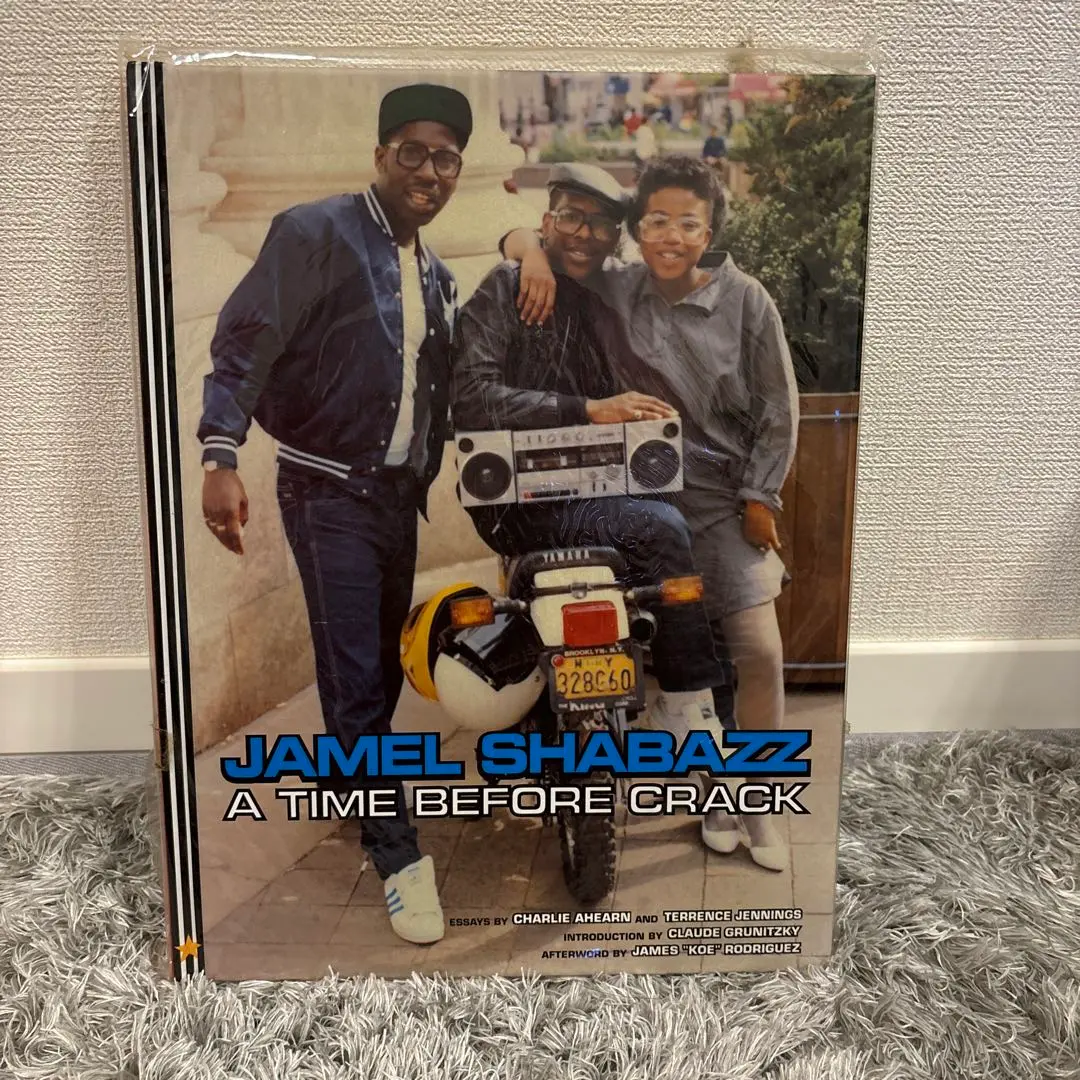 YAMAHA
BROOKLYN - N.Y.
N Y
328C60
KING
JAMEL SHABAZZ
A TIME BEFORE CRACK
ESSAYS BY CHARLIE AHEARN AND TERRENCE JENNINGS
INTRODUCTION BY CLAUDE GRUNITZKY
AFTERWORD BY JAMES "KOE" RODRIGUEZ